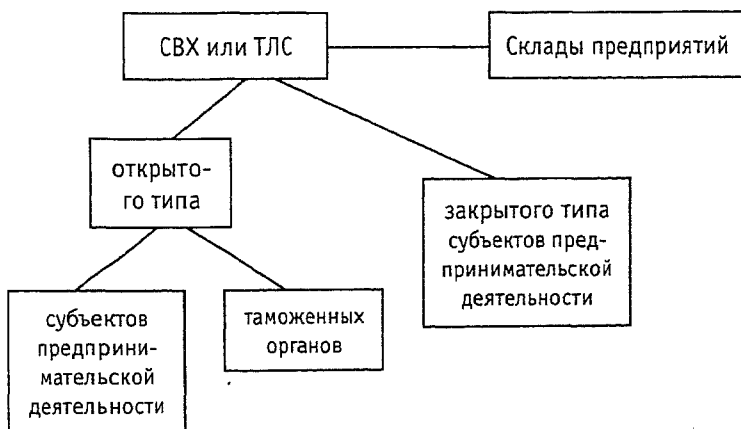 СВХ или ТЛС
Склады предприятий
открыто-
го типа
закрытого типа
субъектов пред-
принимательской
деятельности
субъектов
предприни-
мательской
деятельности
таможенных
органов